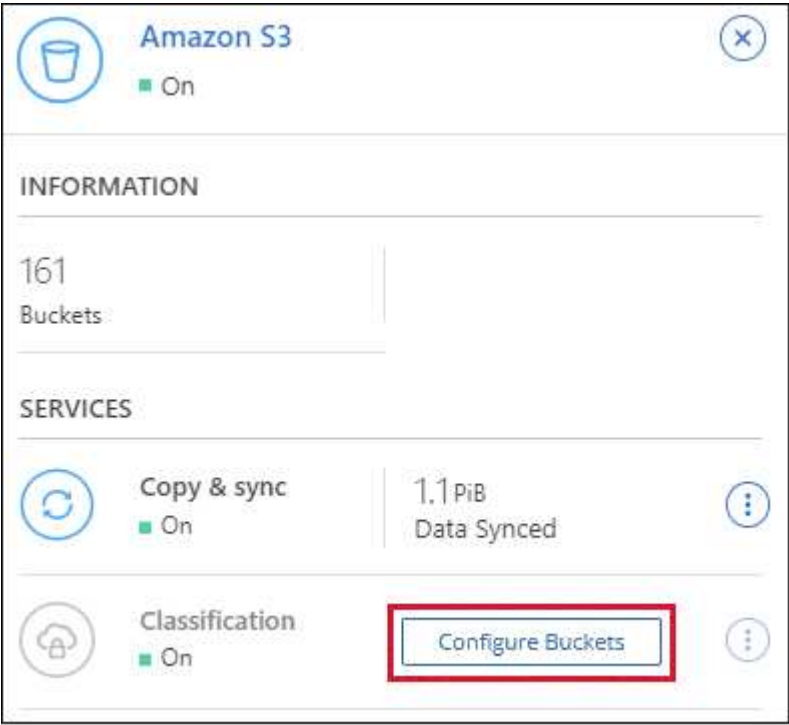 Amazon S3
On
INFORMATION
161
Buckets
SERVICES
Copy & sync
On
1.1 PiB
Data Synced
Classification
On
Configure Buckets